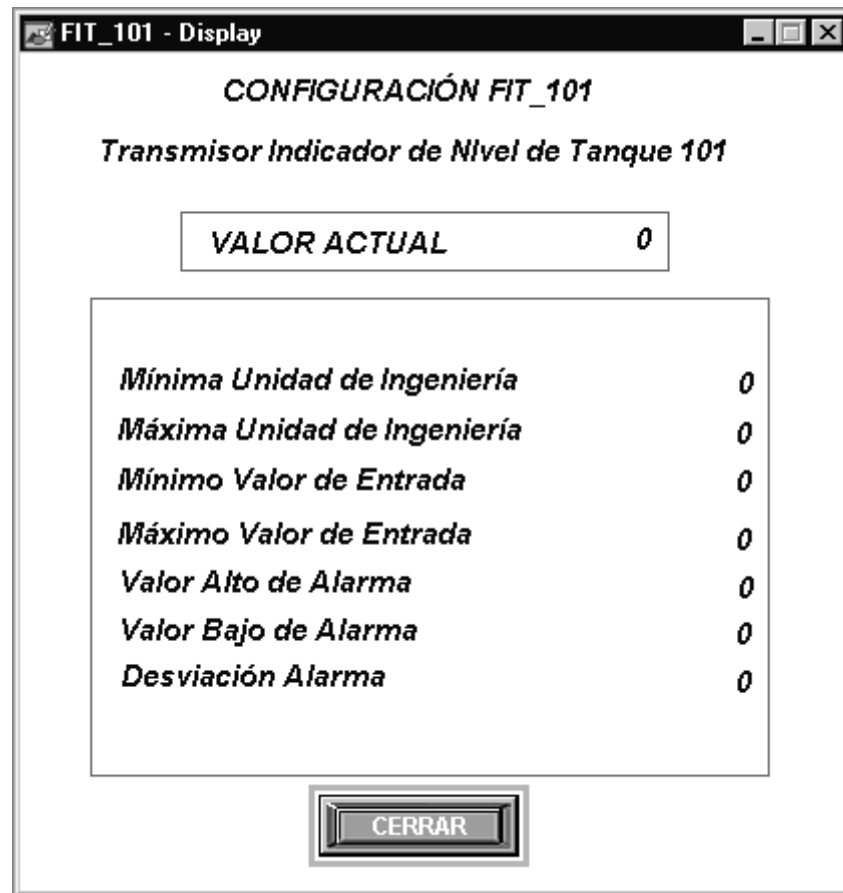 FIT_101 - Display
CONFIGURACIÓN FIT_101
Transmisor Indicador de NIvel de Tanque 101
VALOR ACTUAL 0
Mínima Unidad de Ingeniería 0
Máxima Unidad de Ingeniería 0
Mínimo Valor de Entrada 0
Máximo Valor de Entrada 0
Valor Alto de Alarma 0
Valor Bajo de Alarma 0
Desviación Alarma 0
CERRAR